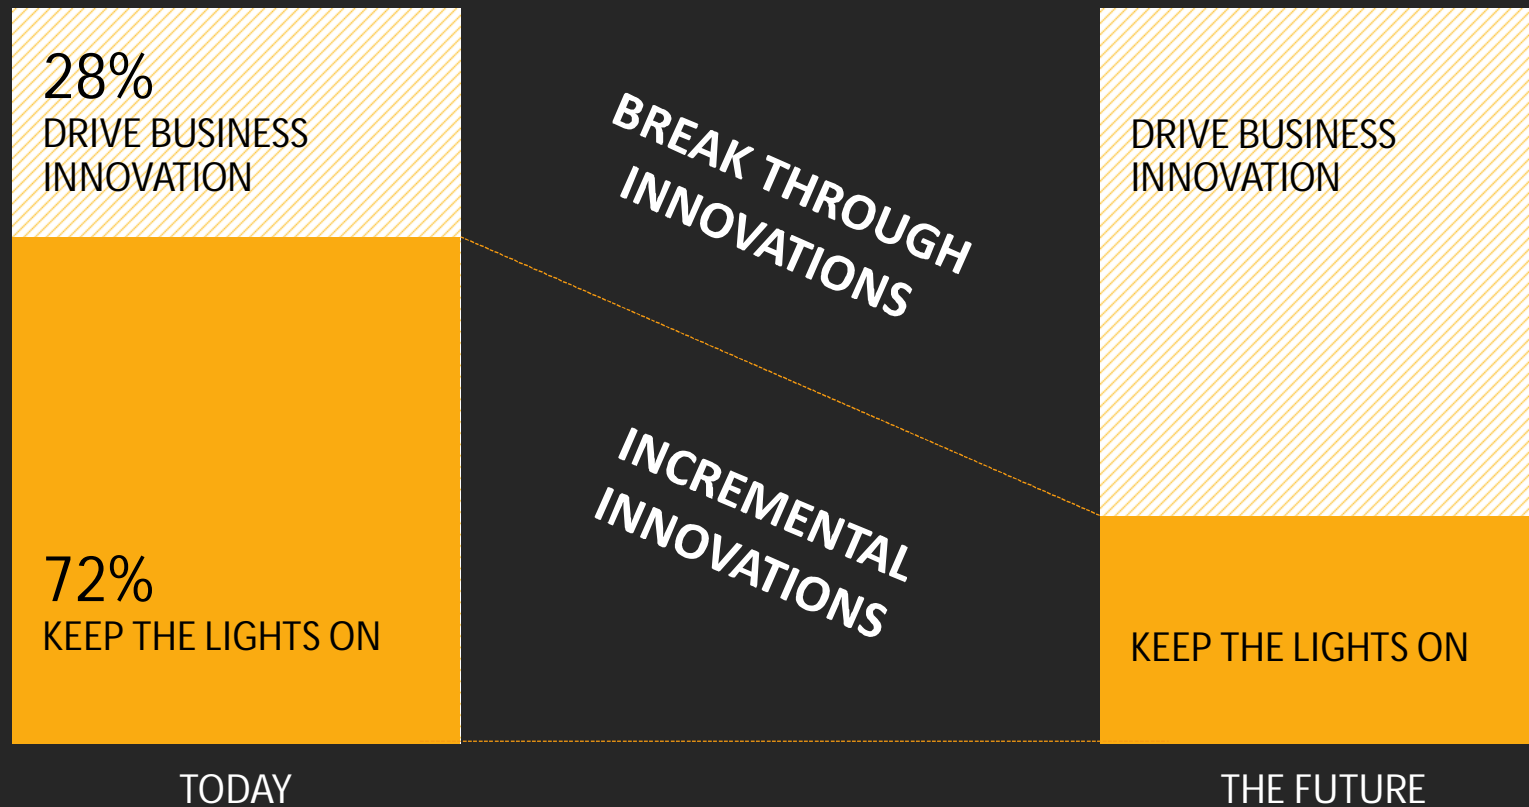 28%
DRIVE BUSINESS
INNOVATION
72%
KEEP THE LIGHTS ON
TODAY
BREAK THROUGH
INNOVATIONS
INCREMENTAL
INNOVATIONS
DRIVE BUSINESS
INNOVATION
KEEP THE LIGHTS ON
THE FUTURE